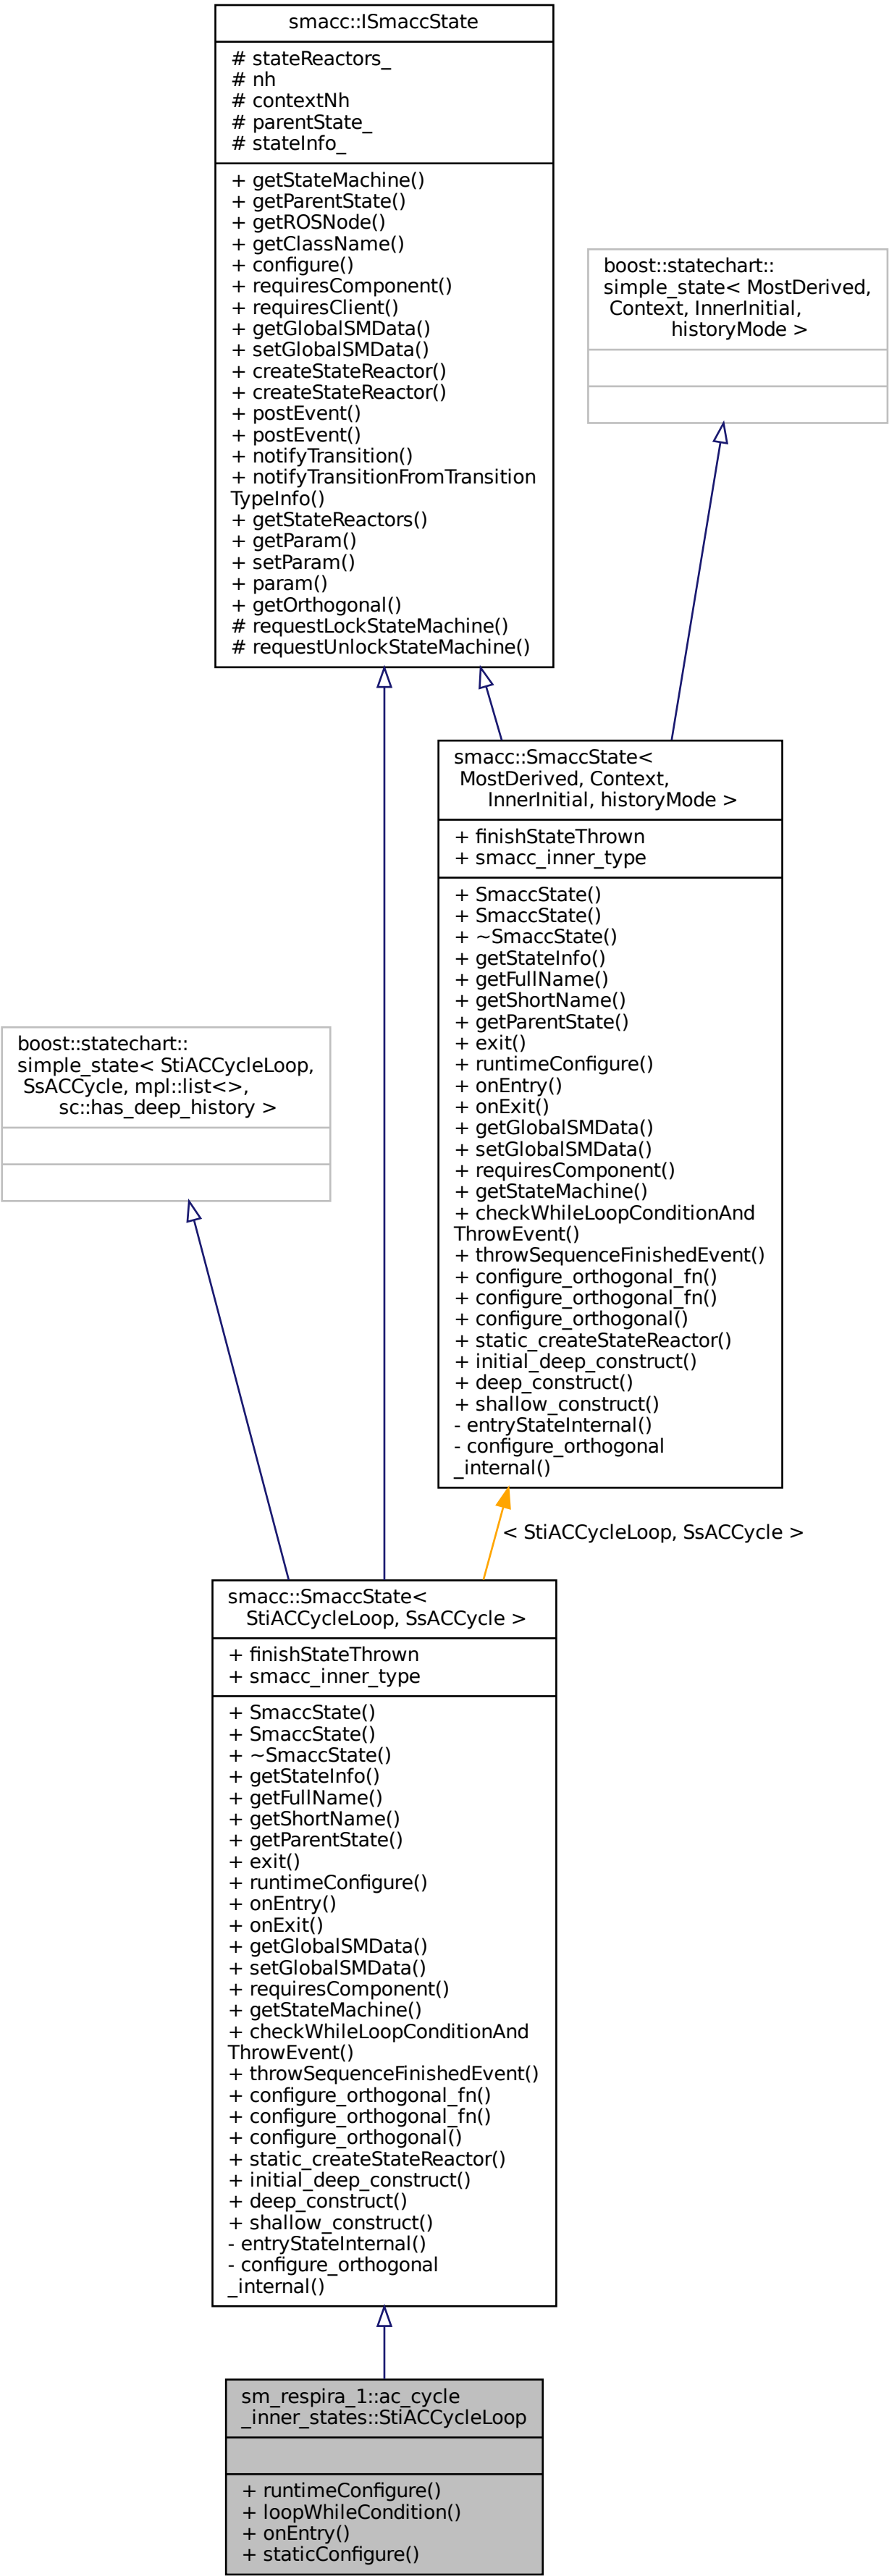 smacc::ISmaccState
# stateReactors_
# nh
# contextNh
# parentState_
# stateInfo_
+ getStateMachine()
+ getParentState()
+ getROSNode()
+ getClassName()
+ configure()
+ requiresComponent()
+ requiresClient()
+ getGlobalSMData()
+ setGlobalSMData()
+ createStateReactor()
+ createStateReactor()
+ postEvent()
+ postEvent()
+ notifyTransition()
+ notifyTransitionFromTransition
TypeInfo()
+ getStateReactors()
+ getParam()
+ setParam()
+ param()
+ getOrthogonal()
# requestLockStateMachine()
# requestUnlockStateMachine()
boost::statechart::
simple_state< MostDerived,
Context, InnerInitial,
historyMode >
smacc::SmaccState<
MostDerived, Context,
InnerInitial, historyMode >
+ finishStateThrown
+ smacc_inner_type
+ SmaccState()
+ SmaccState()
+ ~SmaccState()
+ getStateInfo()
+ getFullName()
+ getShortName()
+ getParentState()
+ exit()
+ runtimeConfigure()
+ onEntry()
+ onExit()
+ getGlobalSMData()
+ setGlobalSMData()
+ requiresComponent()
+ getStateMachine()
+ checkWhileLoopConditionAnd
ThrowEvent()
+ throwSequenceFinishedEvent()
+ configure_orthogonal_fn()
+ configure_orthogonal_fn()
+ configure_orthogonal()
+ static_createStateReactor()
+ initial_deep_construct()
+ deep_construct()
+ shallow_construct()
- entryStateInternal()
- configure_orthogonal
_internal()
boost::statechart::
simple_state< StiACCycleLoop,
SsACCycle, mpl::list<>,
sc::has_deep_history >
< StiACCycleLoop, SsACCycle >
smacc::SmaccState<
StiACCycleLoop, SsACCycle >
+ finishStateThrown
+ smacc_inner_type
+ SmaccState()
+ SmaccState()
+ ~SmaccState()
+ getStateInfo()
+ getFullName()
+ getShortName()
+ getParentState()
+ exit()
+ runtimeConfigure()
+ onEntry()
+ onExit()
+ getGlobalSMData()
+ setGlobalSMData()
+ requiresComponent()
+ getStateMachine()
+ checkWhileLoopConditionAnd
ThrowEvent()
+ throwSequenceFinishedEvent()
+ configure_orthogonal_fn()
+ configure_orthogonal_fn()
+ configure_orthogonal()
+ static_createStateReactor()
+ initial_deep_construct()
+ deep_construct()
+ shallow_construct()
- entryStateInternal()
- configure_orthogonal
_internal()
sm_respira_1::ac_cycle
_inner_states::StiACCycleLoop
+ runtimeConfigure()
+ loopWhileCondition()
+ onEntry()
+ staticConfigure()